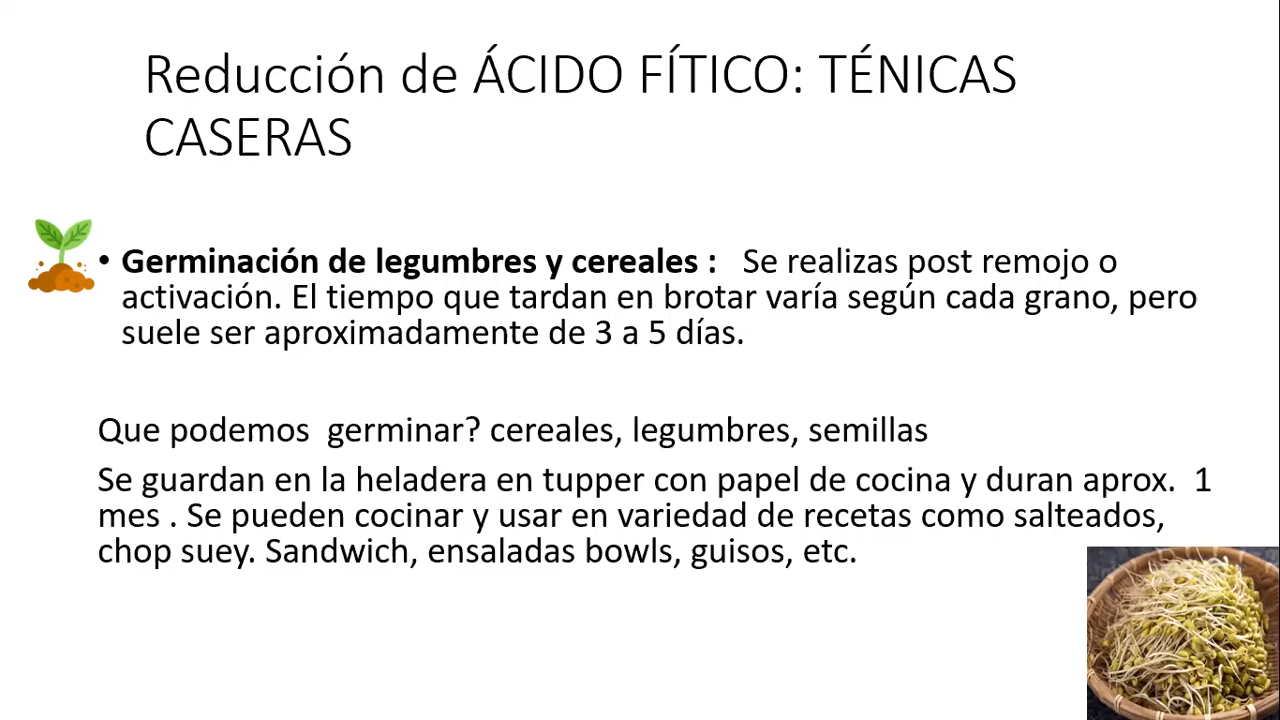 Reducción de ÁCIDO FÍTICO: TÉNICAS
CASERAS
• Germinación de legumbres y cereales : Se realizas post remojo o
activación. El tiempo que tardan en brotar varía según cada grano, pero
suele ser aproximadamente de 3 a 5 días.
Que podemos germinar? cereales, legumbres, semillas
Se guardan en la heladera en tupper con papel de cocina y duran aprox. 1
mes . Se pueden cocinar y usar en variedad de recetas como salteados,
chop suey. Sandwich, ensaladas bowls, guisos, etc.